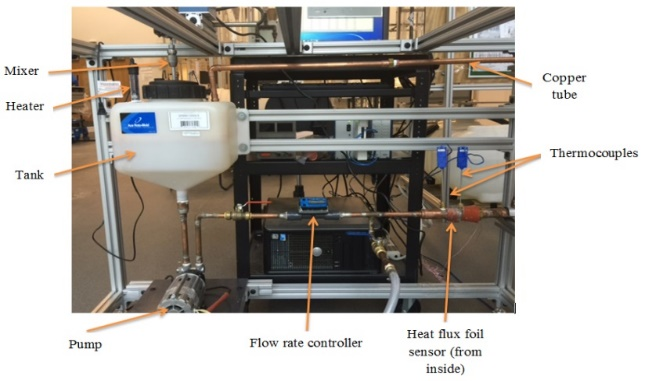 Mixer
Heater
Tank
Pump
Flow rate controller
Heat flux foil
sensor (from
inside)
Thermocouples
Copper
tube